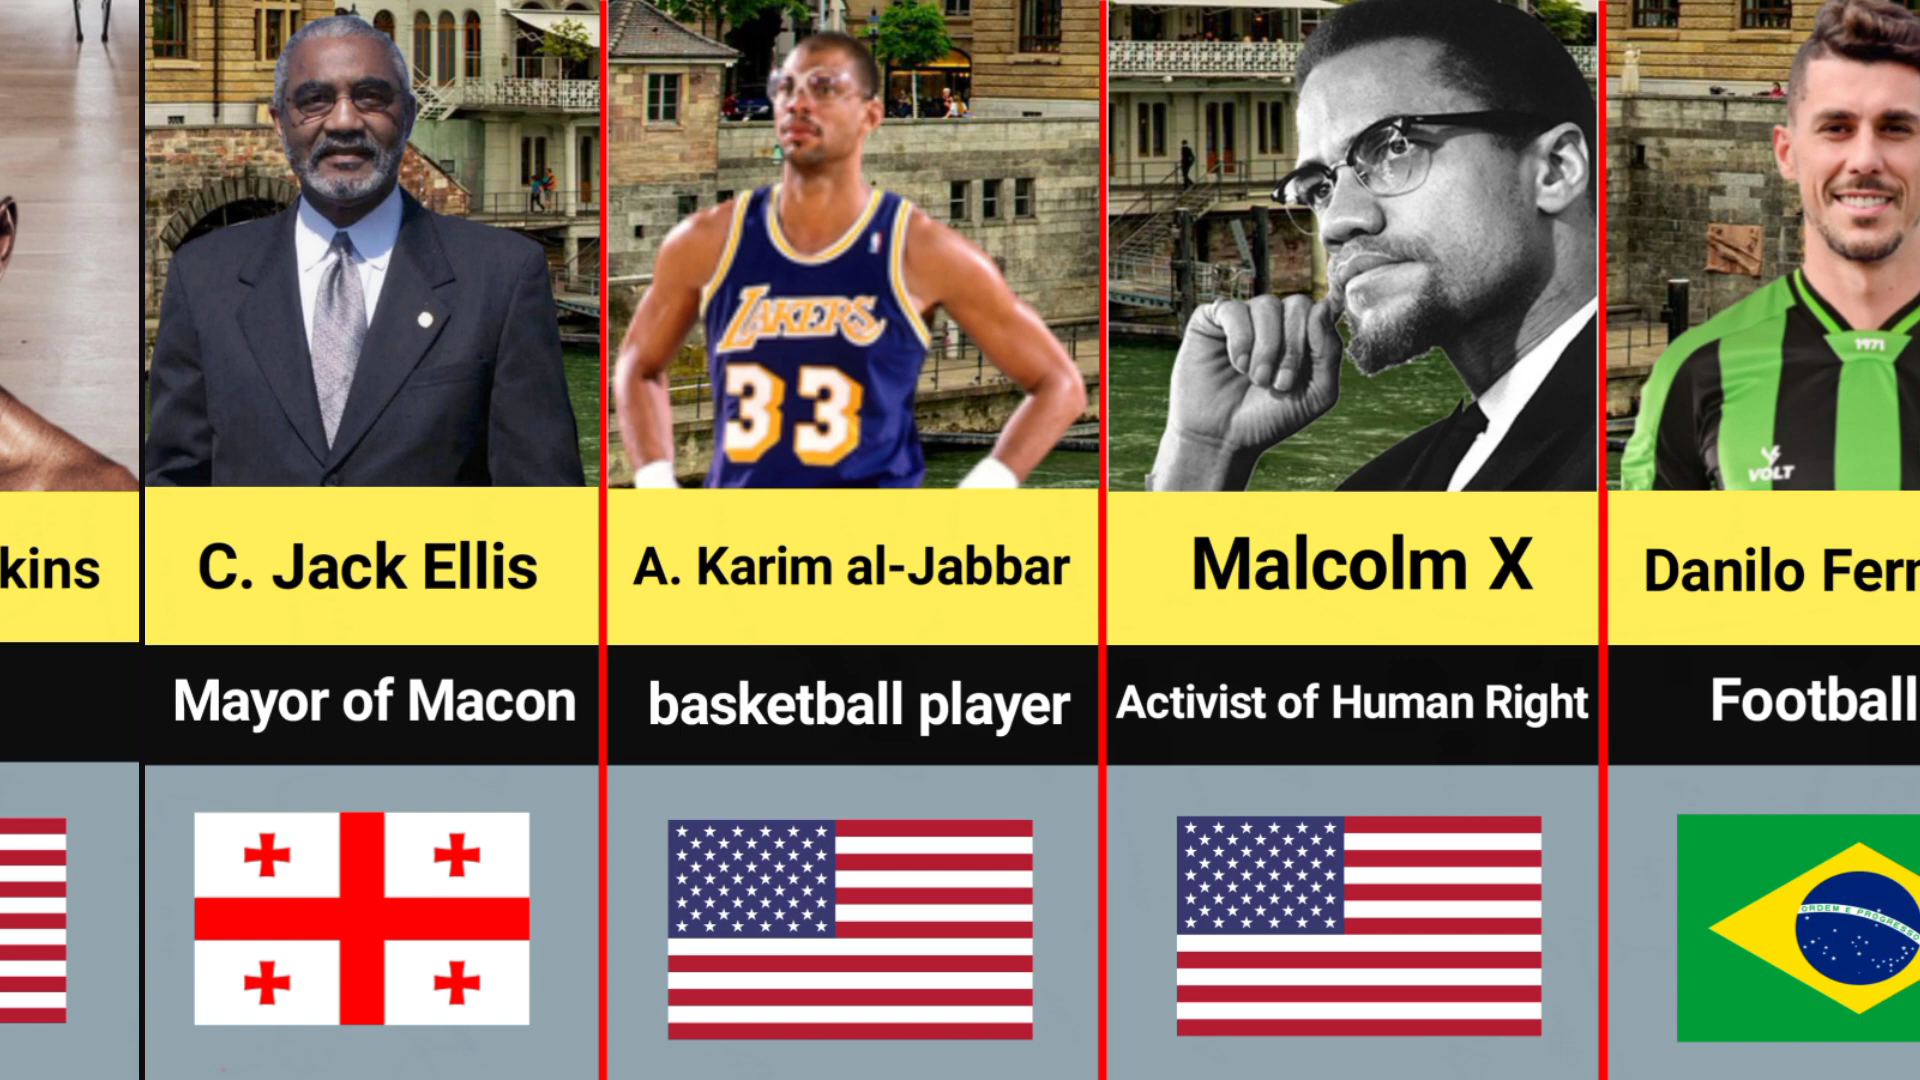 kins
C. Jack Ellis
Mayor of Macon
LAKERS
33
A. Karim al-Jabbar
basketball player
Malcolm X
Activist of Human Right
1971
VOLT
Danilo Fern
Football
ORDEM E PROGRESSO